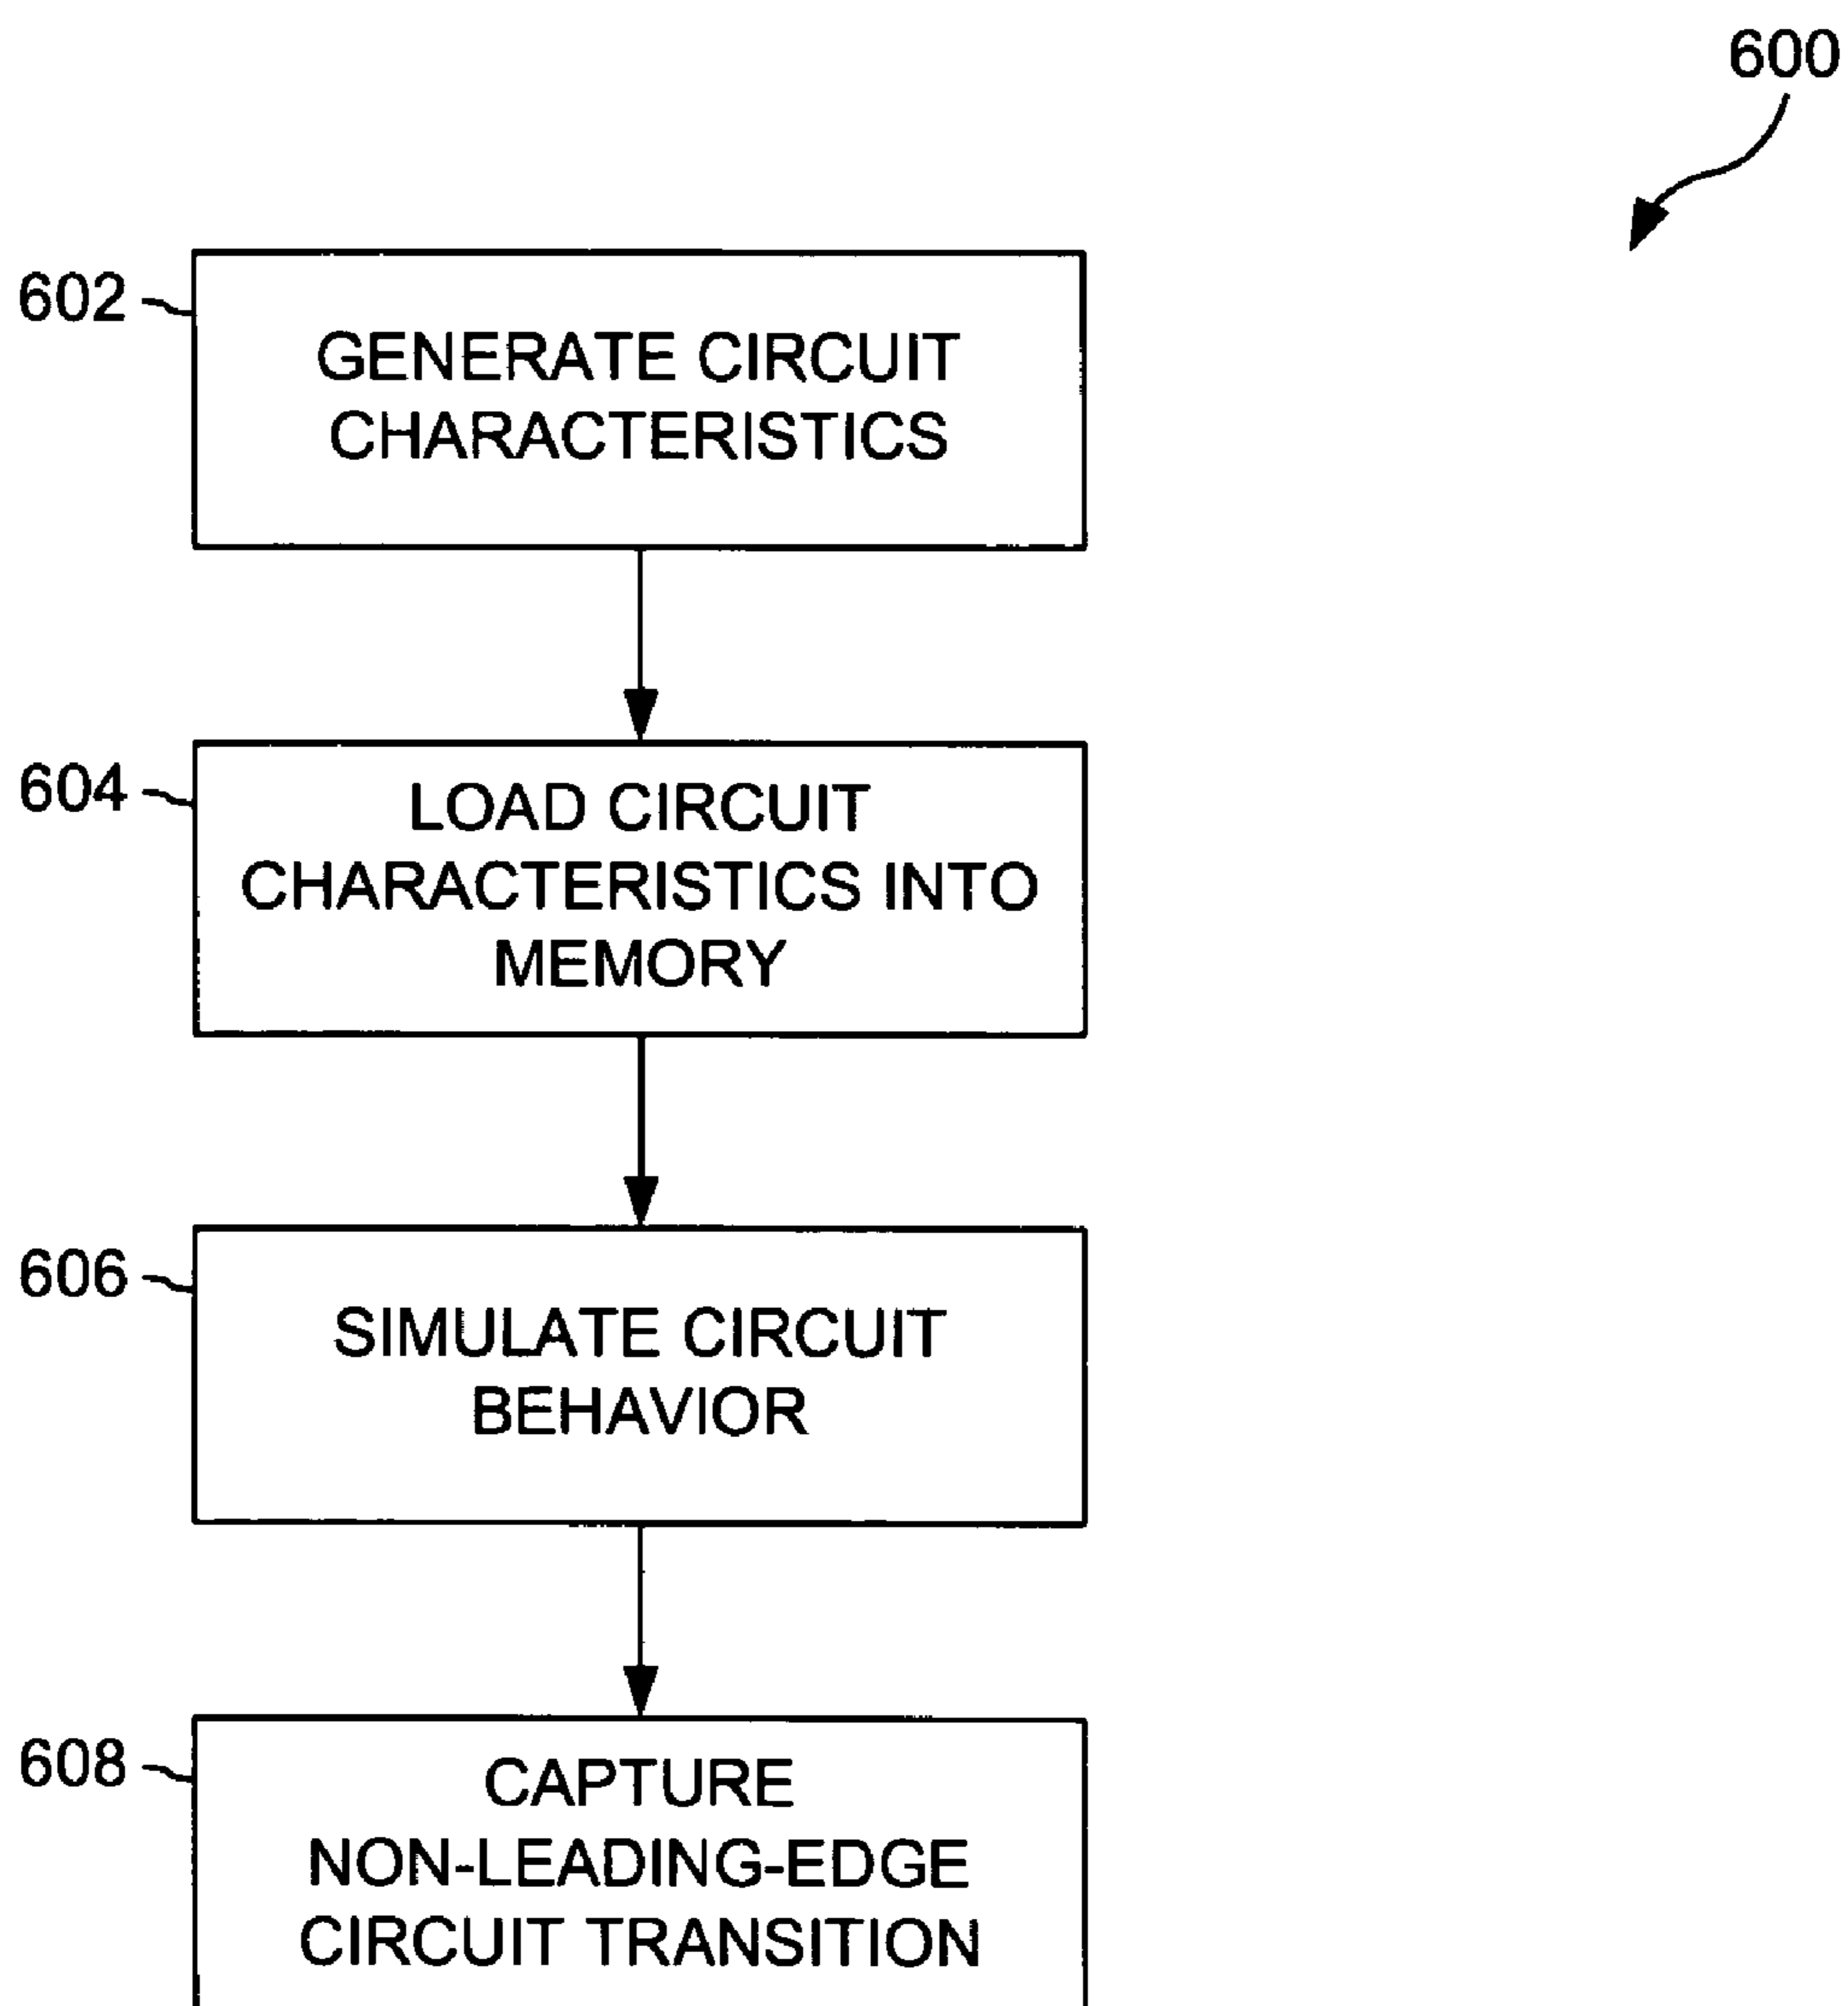 600
602
GENERATE CIRCUIT
CHARACTERISTICS
604
LOAD CIRCUIT
CHARACTERISTICS INTO
MEMORY
606
SIMULATE CIRCUIT
BEHAVIOR
608
CAPTURE
NON-LEADING-EDGE
CIRCUIT TRANSITION